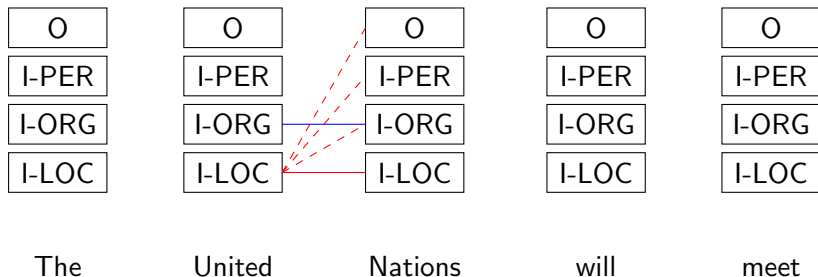 O O O O O
I-PER I-PER I-PER I-PER I-PER
I-ORG I-ORG I-ORG I-ORG I-ORG
I-LOC I-LOC I-LOC I-LOC I-LOC
The United Nations will meet